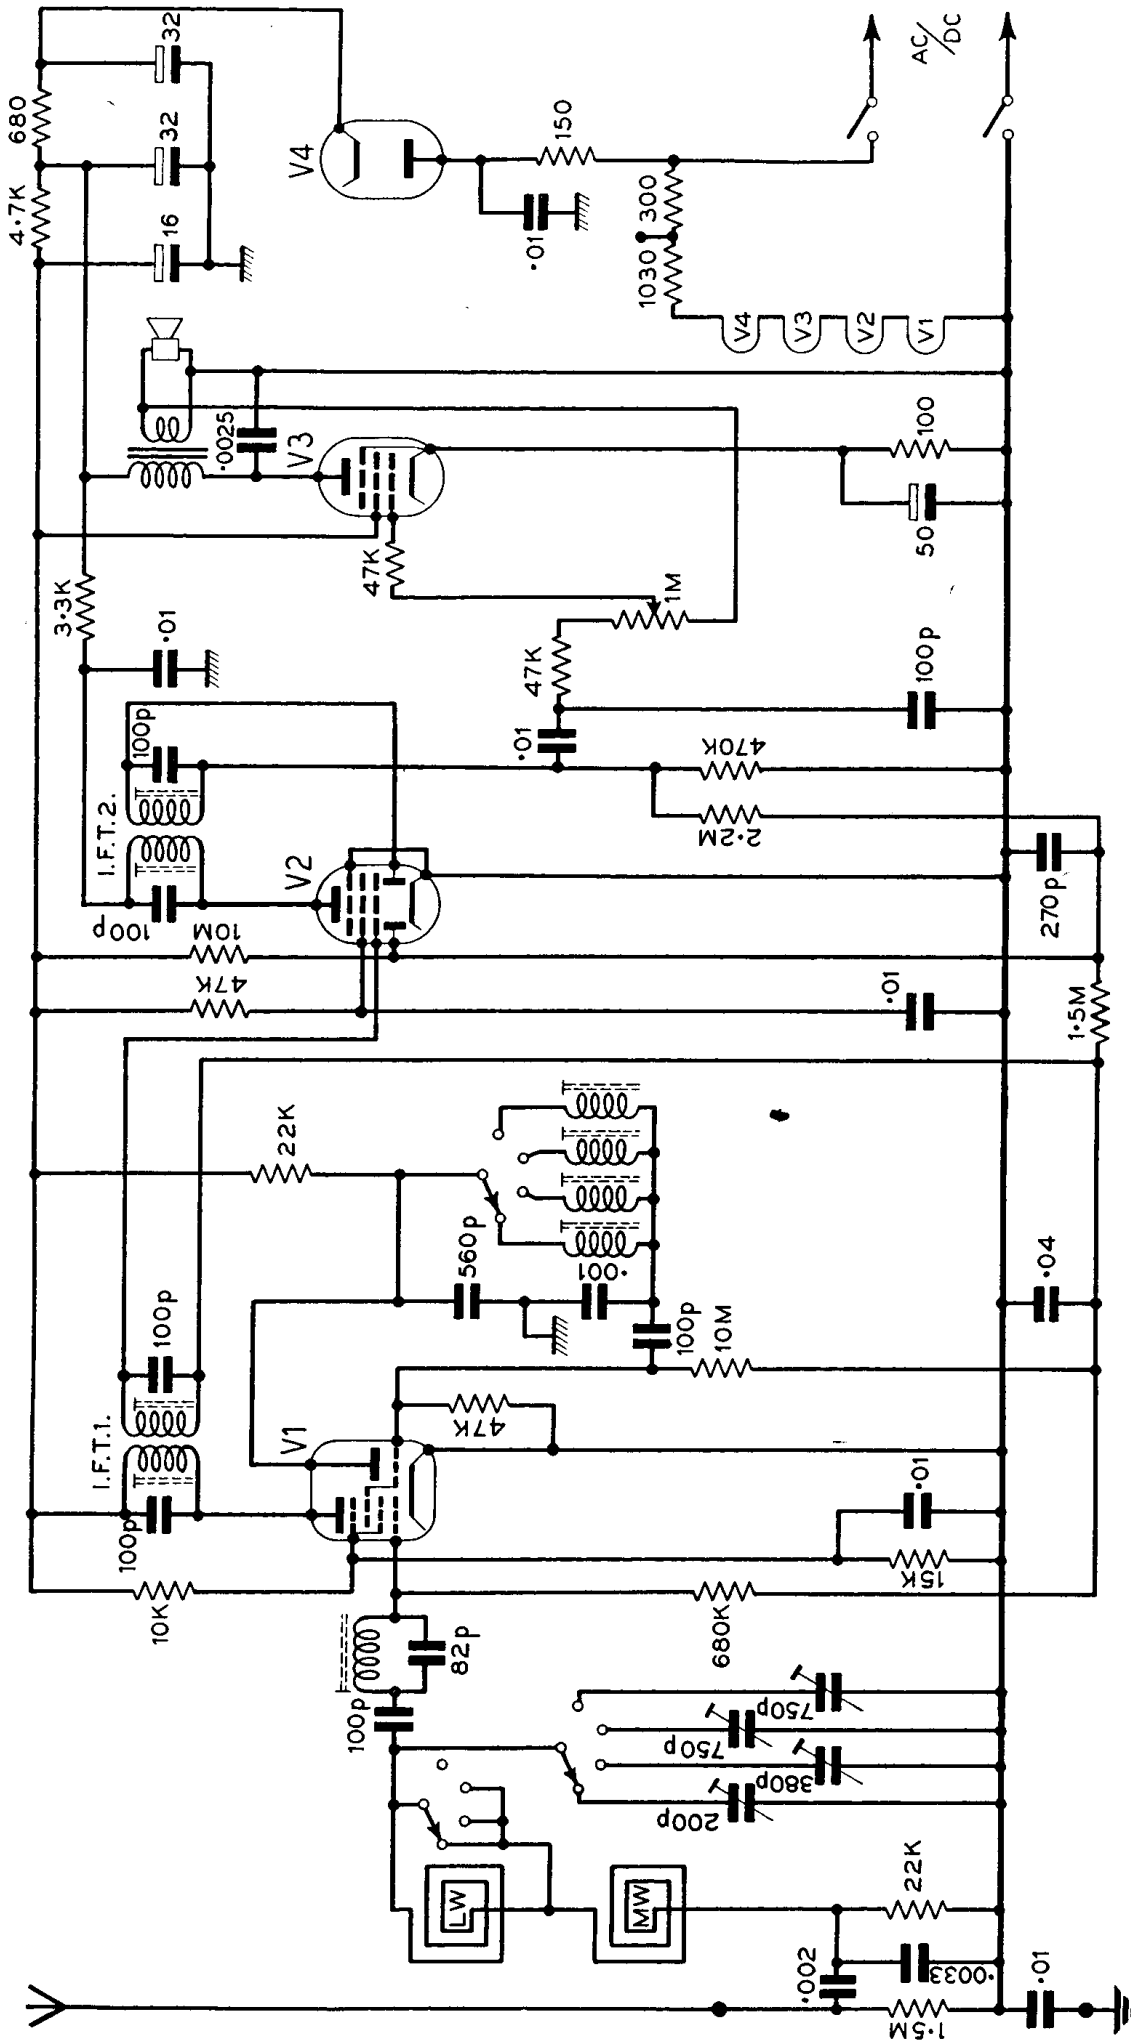 680
4.7K
32
32
16
V4
150
.01
300
1030
AC/DC
V4
V3
V2
V1
.0025
V3
100
50
47K
1M
3.3K
.01
47K
.01
100p
470K
2.2M
270p
100p
I.F.T.2.
100p
V2
10M
47K
.01
1.5M
22K
560p
.001
100p
10M
.04
100p
I.F.T.1.
100p
V1
47K
.01
15K
10K
82p
680K
100p
750p
750p
380p
200p
LW
MW
22K
.002
.0033
1.5M
.01